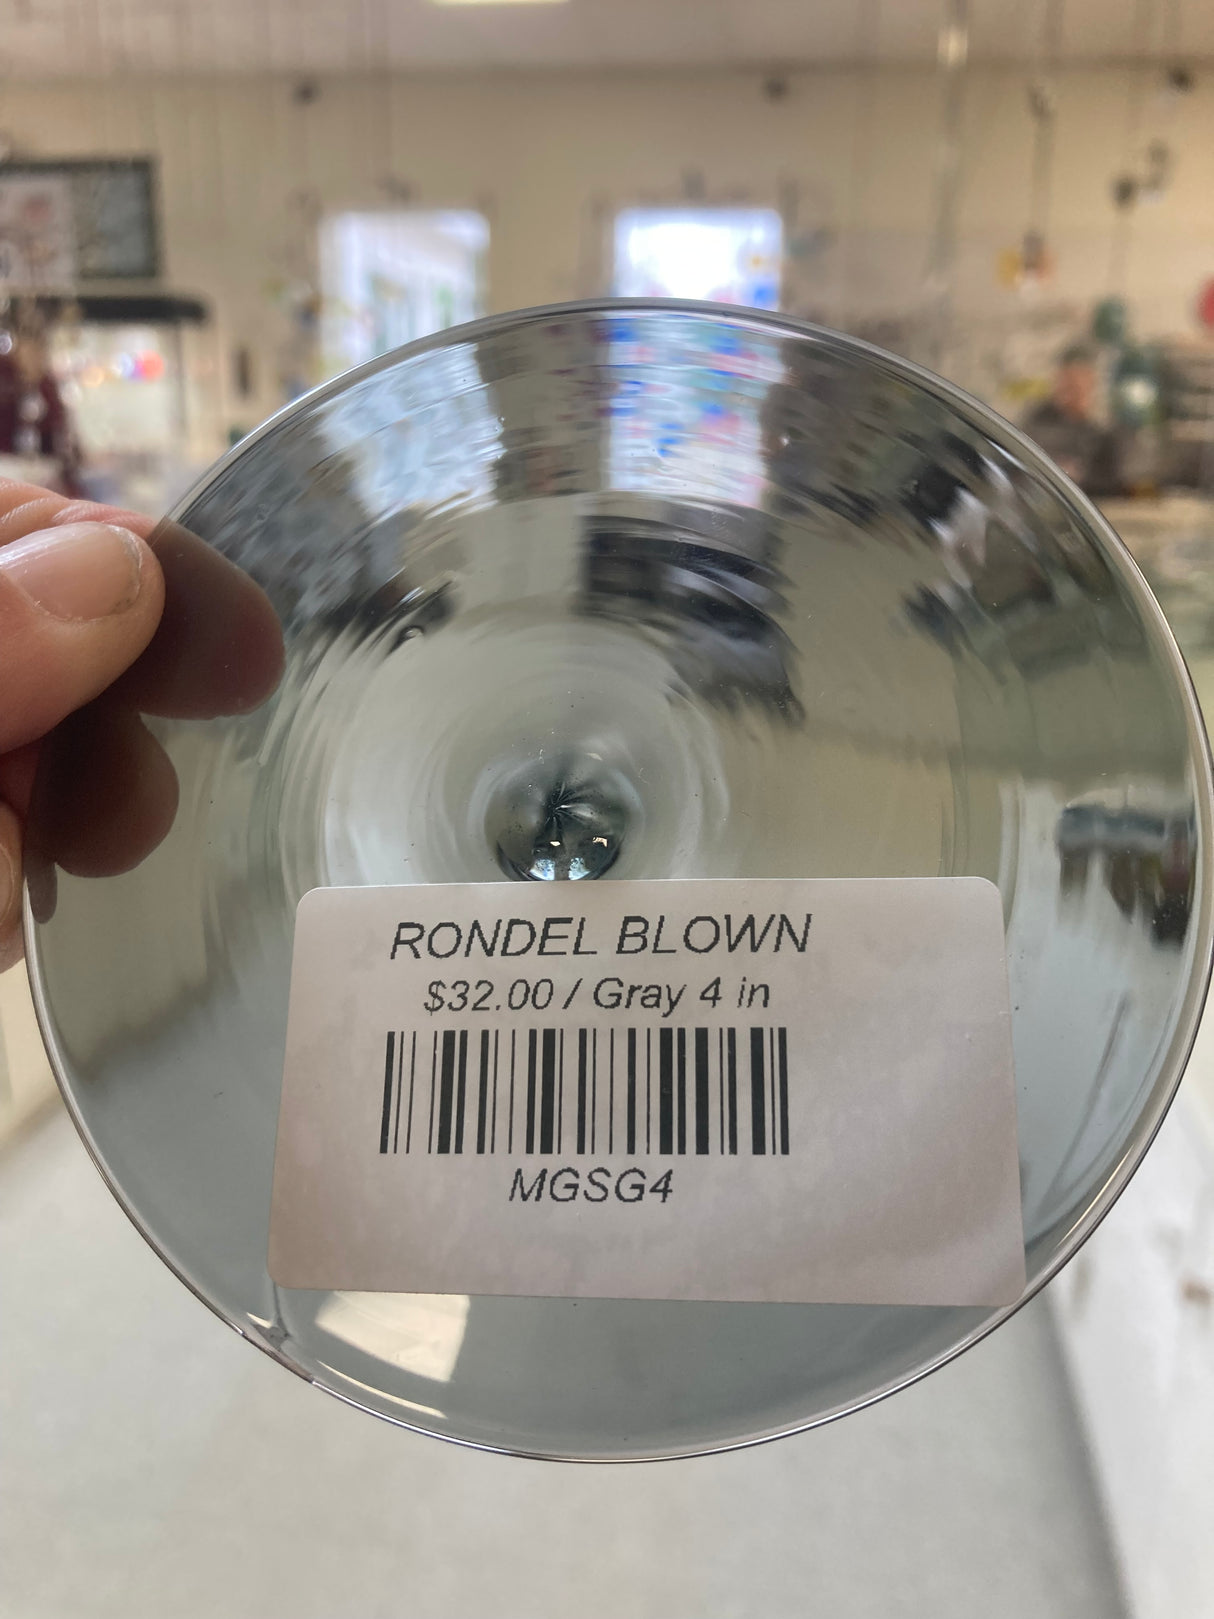 RONDEL BLOWN
$32.00 / Gray 4 in
MGSG4